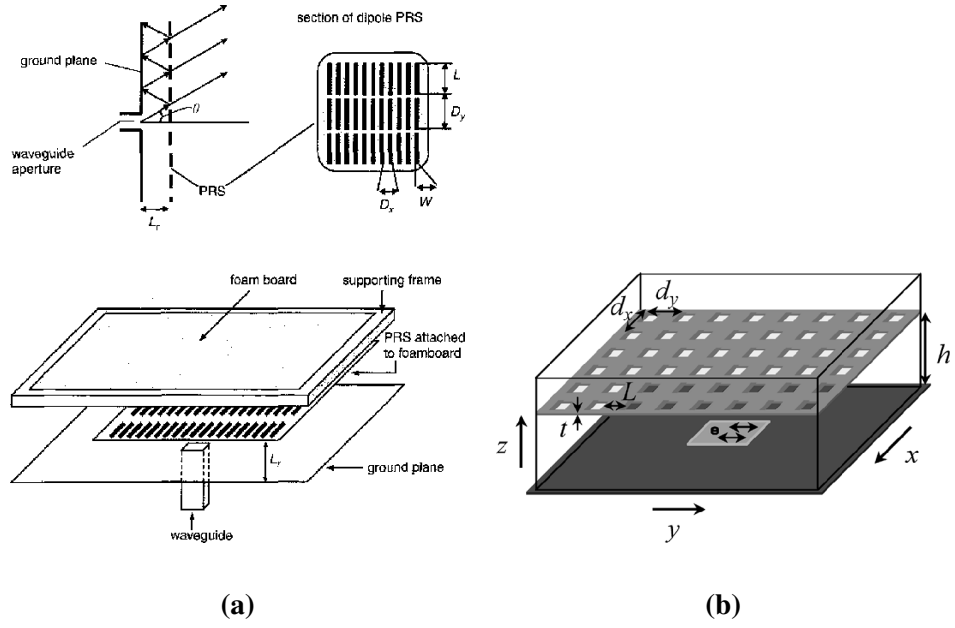 section of dipole PRS
ground plane
θ
L
D_y
waveguide
aperture
PRS
D_x
W
L_r
foam board
supporting frame
PRS attached
to foamboard
L_r
ground plane
waveguide
d_x
d_y
h
L
t
e
z
x
y
(a)
(b)